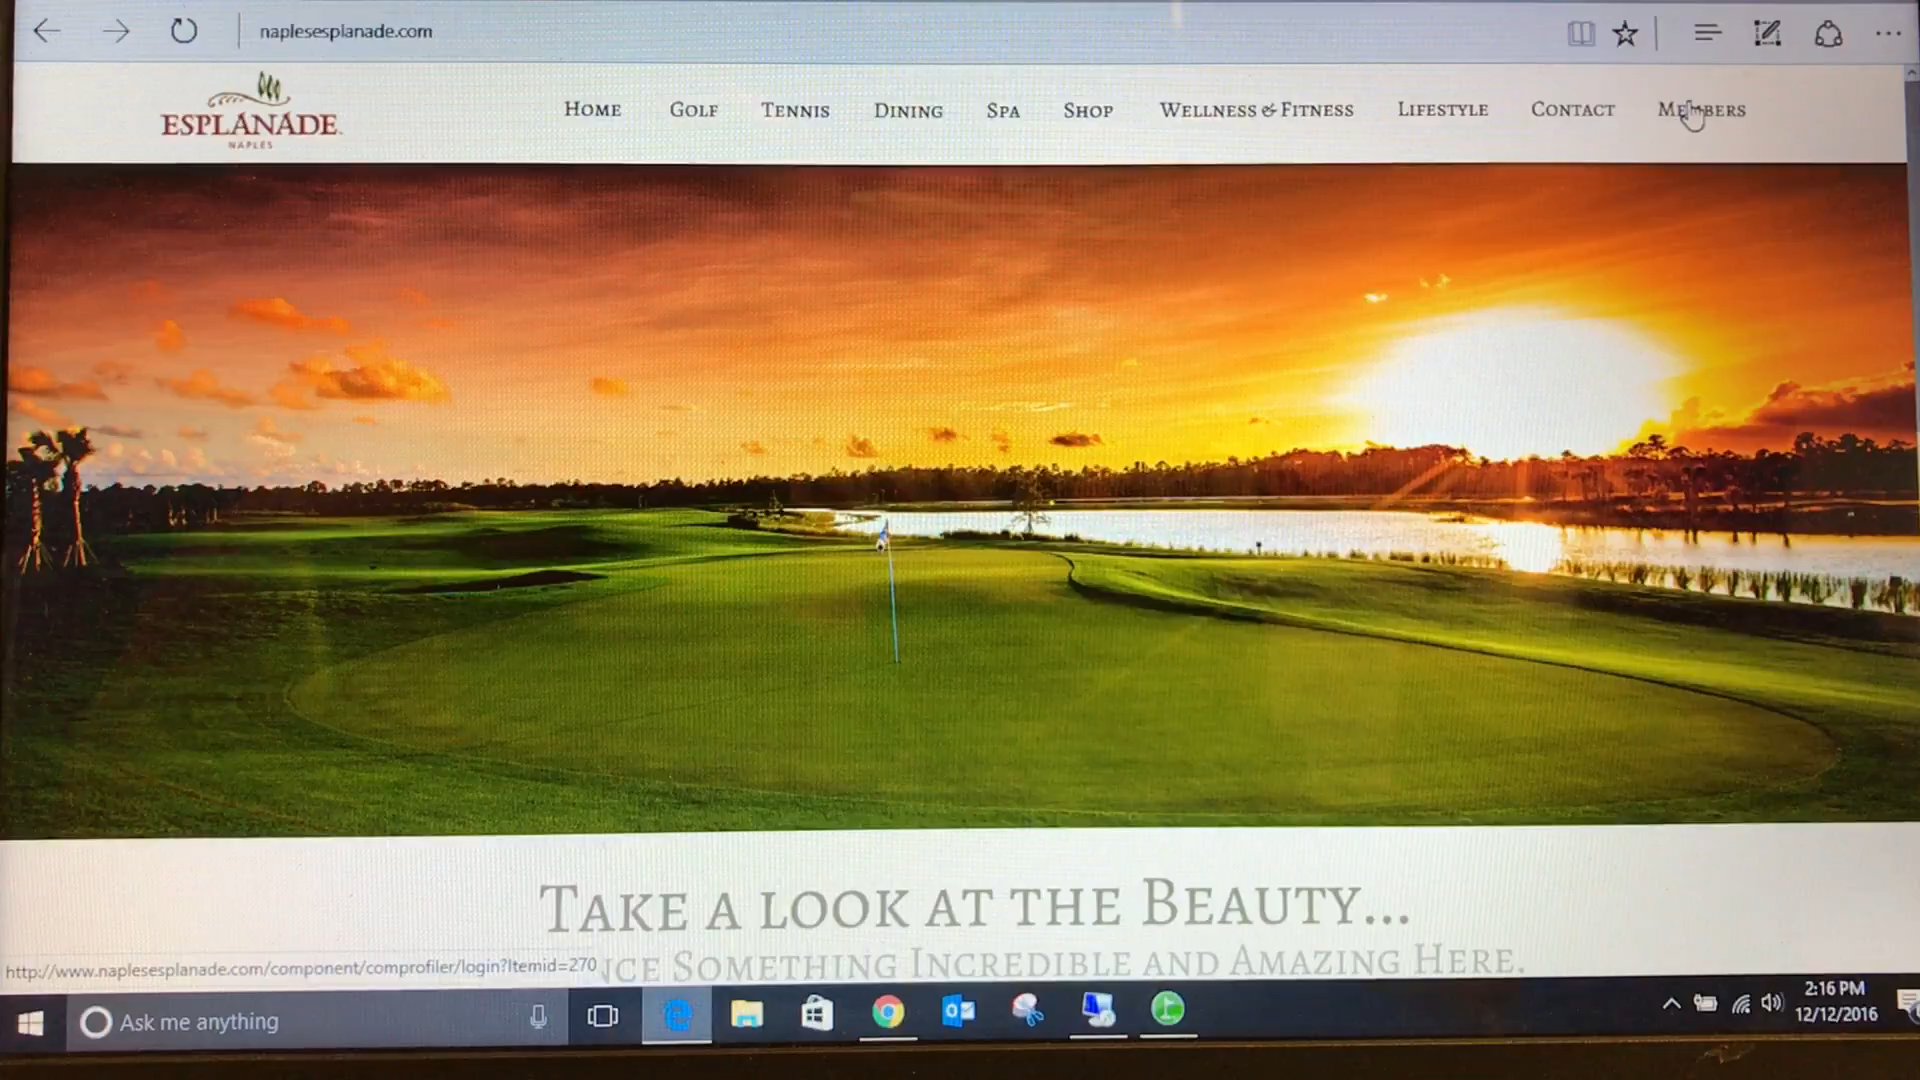 naplesesplanade.com
ESPLANADE
NAPLES
HOME GOLF TENNIS DINING SPA SHOP WELLNESS & FITNESS LIFESTYLE CONTACT MEMBERS
TAKE A LOOK AT THE BEAUTY...
NCE SOMETHING INCREDIBLE AND AMAZING HERE.
http://www.naplesesplanade.com/component/comprofiler/login?Itemid=270
Ask me anything
2:16 PM
12/12/2016